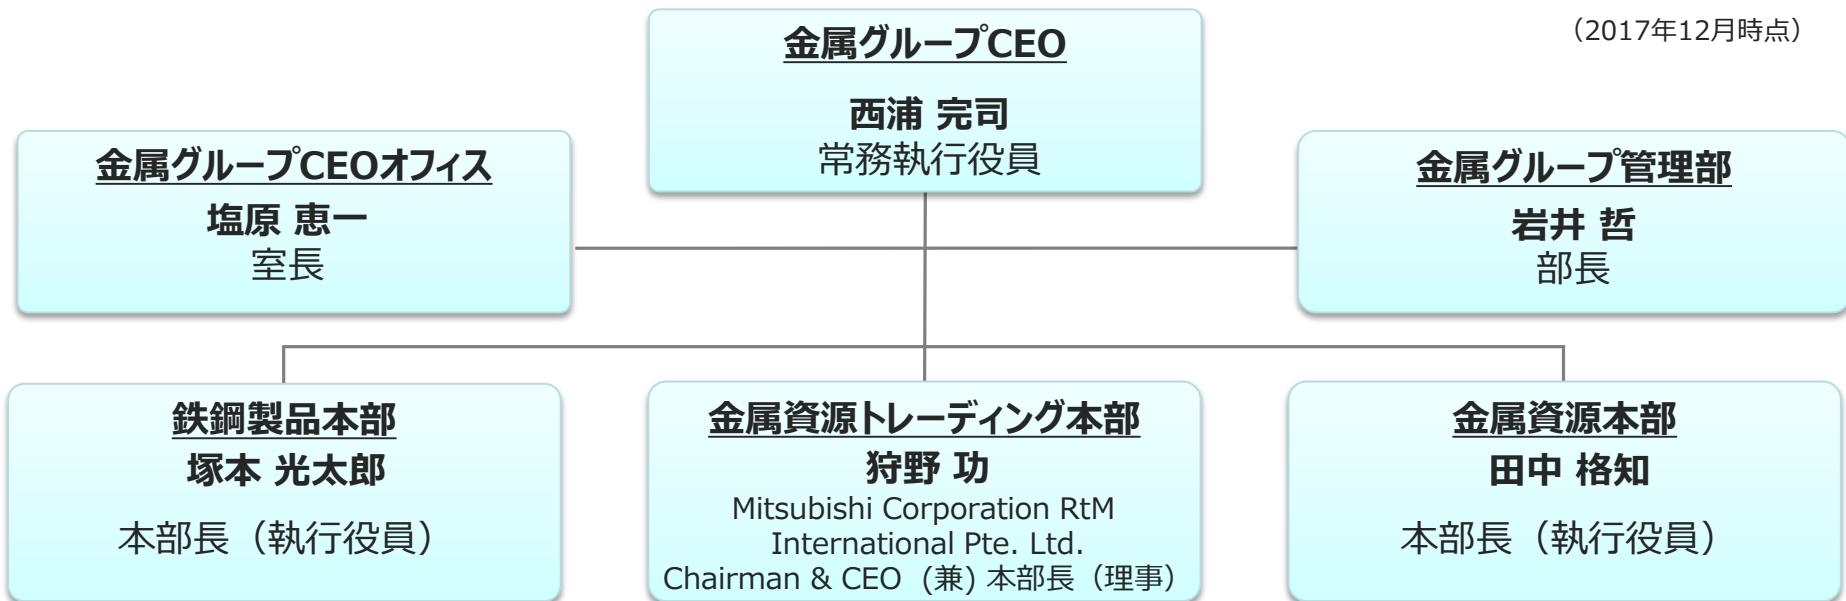 （2017年12月時点）
金属グループCEO
西浦 完司
常務執行役員
金属グループCEOオフィス
塩原 恵一
室長
金属グループ管理部
岩井 哲
部長
鉄鋼製品本部
塚本 光太郎
本部長（執行役員）
金属資源トレーディング本部
狩野 功
Mitsubishi Corporation RtM
International Pte. Ltd.
Chairman & CEO (兼) 本部長（理事）
金属資源本部
田中 格知
本部長（執行役員）